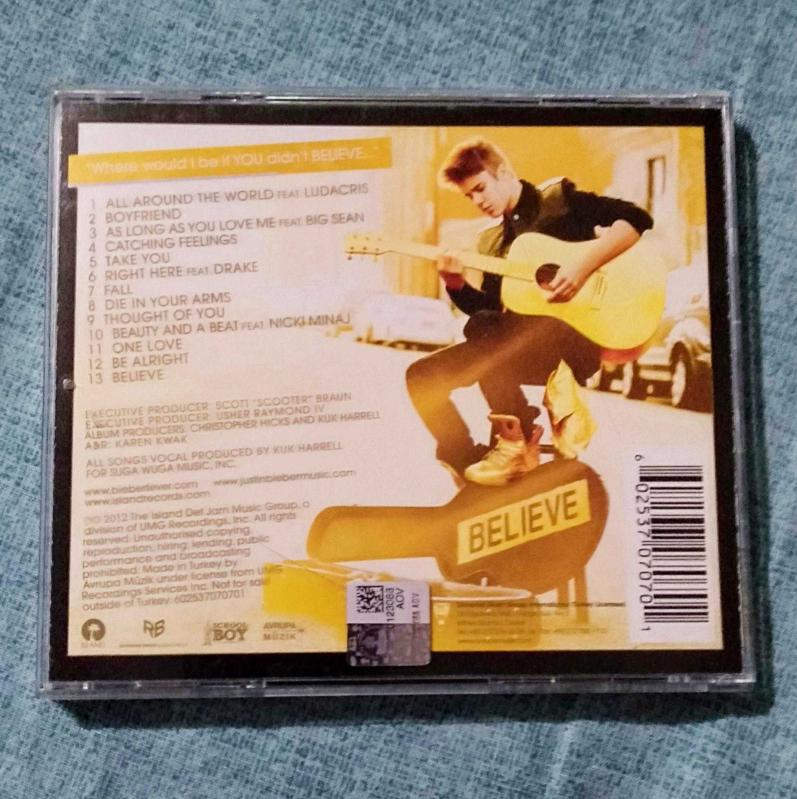 "Where would I be if YOU didn't BELIEVE..."
1 ALL AROUND THE WORLD FEAT. LUDACRIS
2 BOYFRIEND
3 AS LONG AS YOU LOVE ME FEAT. BIG SEAN
4 CATCHING FEELINGS
5 TAKE YOU
6 RIGHT HERE FEAT. DRAKE
7 FALL
8 DIE IN YOUR ARMS
9 THOUGHT OF YOU
10 BEAUTY AND A BEAT FEAT. NICKI MINAJ
11 ONE LOVE
12 BE ALRIGHT
13 BELIEVE
EXECUTIVE PRODUCER: SCOTT "SCOOTER" BRAUN
EXECUTIVE PRODUCER: USHER RAYMOND IV
ALBUM PRODUCERS: CHRISTOPHER HICKS AND KUK HARRELL
A&R: KAREN KWAK
ALL SONGS VOCAL PRODUCED BY KUK HARRELL
FOR SUGA WUGA MUSIC, INC.
www.bieberfever.com www.justinbiebermusic.com
www.islandrecords.com
℗© 2012 The Island Def Jam Music Group, a
division of UMG Recordings, Inc. All rights
reserved. Unauthorised copying,
reproduction, hiring, lending, public
performance and broadcasting
prohibited. Made in Turkey by
Avrupa Müzik under license from UMG
Recordings Services Inc. Not for sale
outside of Turkey. 602537070701
BELIEVE
ISLAND
RB
SCHOOL
BOY
AVRUPA
MÜZİK
123083
AOV
6 02537 07070 1